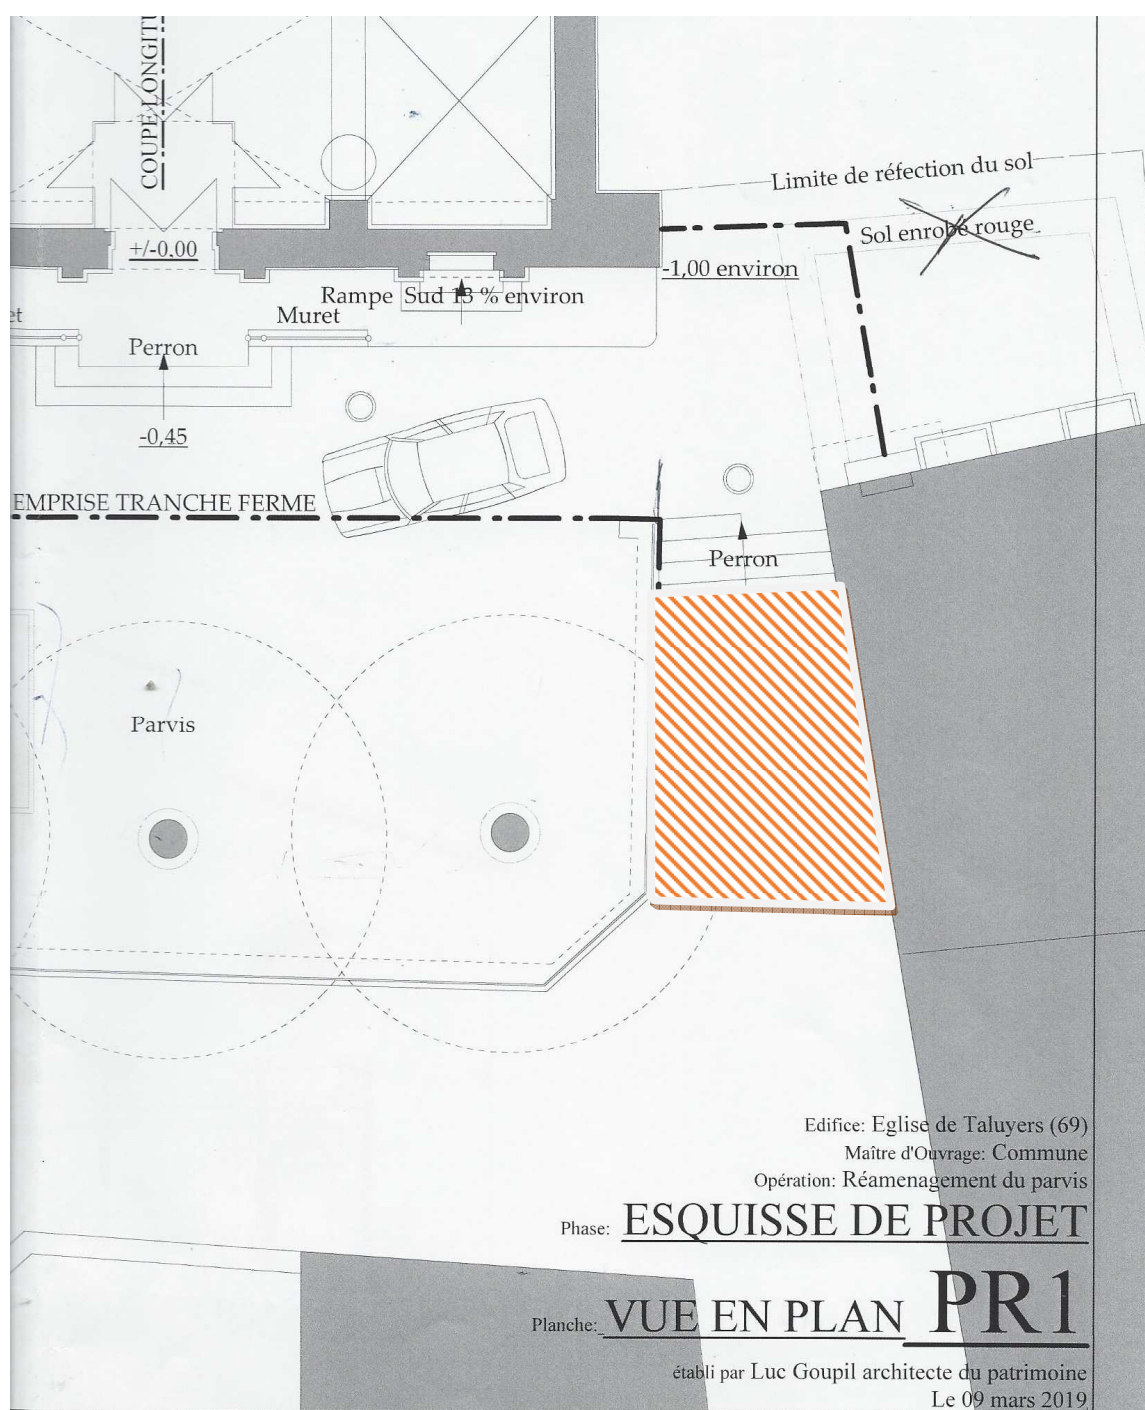 COUPE LONGITU
Limite de réfection du sol
Sol enrobé rouge
+/-0.00
-1,00 environ
Rampe Sud 13 % environ
et
Muret
Perron
-0,45
EMPRISE TRANCHE FERME
Perron
Parvis
Edifice: Eglise de Taluyers (69)
Maître d'Ouvrage: Commune
Opération: Réamenagement du parvis
Phase: ESQUISSE DE PROJET
Planche: VUE EN PLAN PR1
établi par Luc Goupil architecte du patrimoine
Le 09 mars 2019